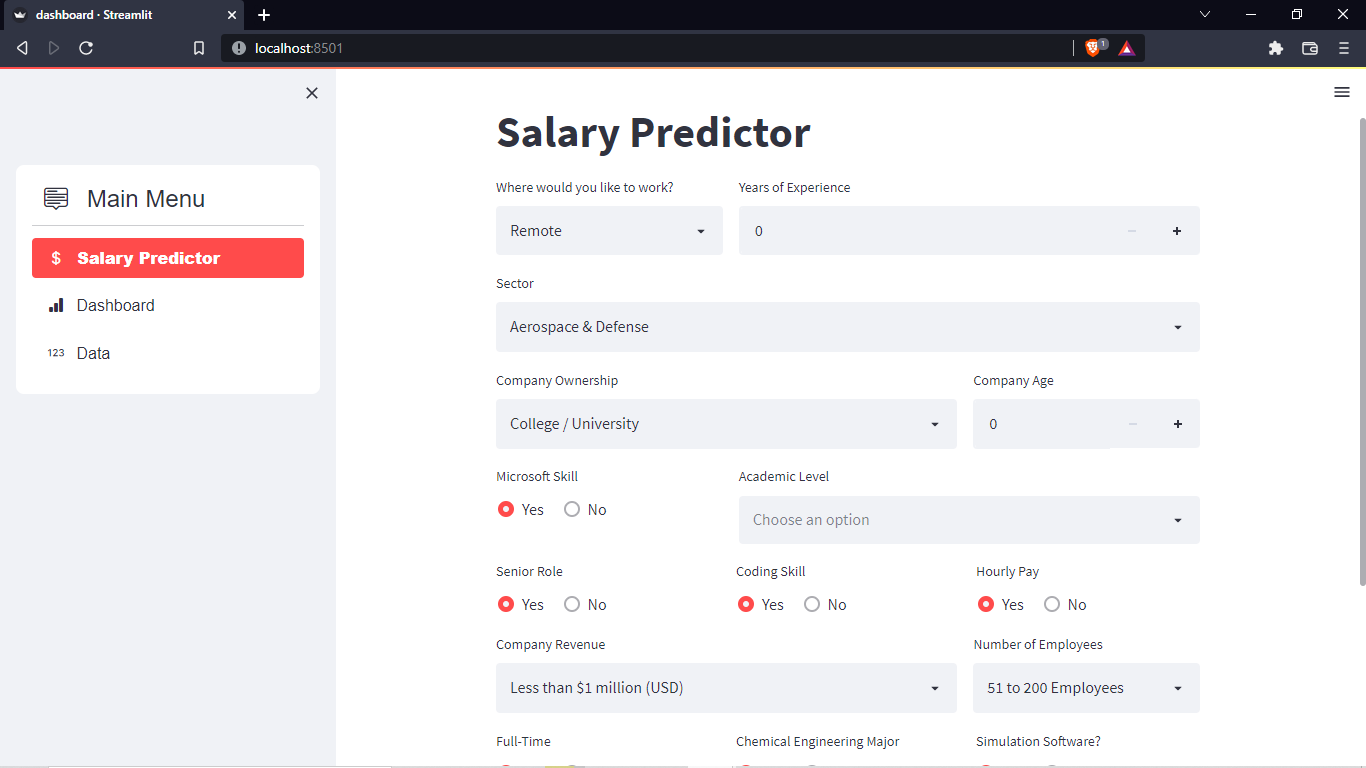 dashboard · Streamlit
localhost:8501
1
Main Menu
$ Salary Predictor
Dashboard
123 Data
Salary Predictor
Where would you like to work? Years of Experience
Remote 0 − +
Sector
Aerospace & Defense
Company Ownership Company Age
College / University 0 − +
Microsoft Skill Academic Level
Yes No Choose an option
Senior Role Coding Skill Hourly Pay
Yes No Yes No Yes No
Company Revenue Number of Employees
Less than $1 million (USD) 51 to 200 Employees
Full-Time Chemical Engineering Major Simulation Software?